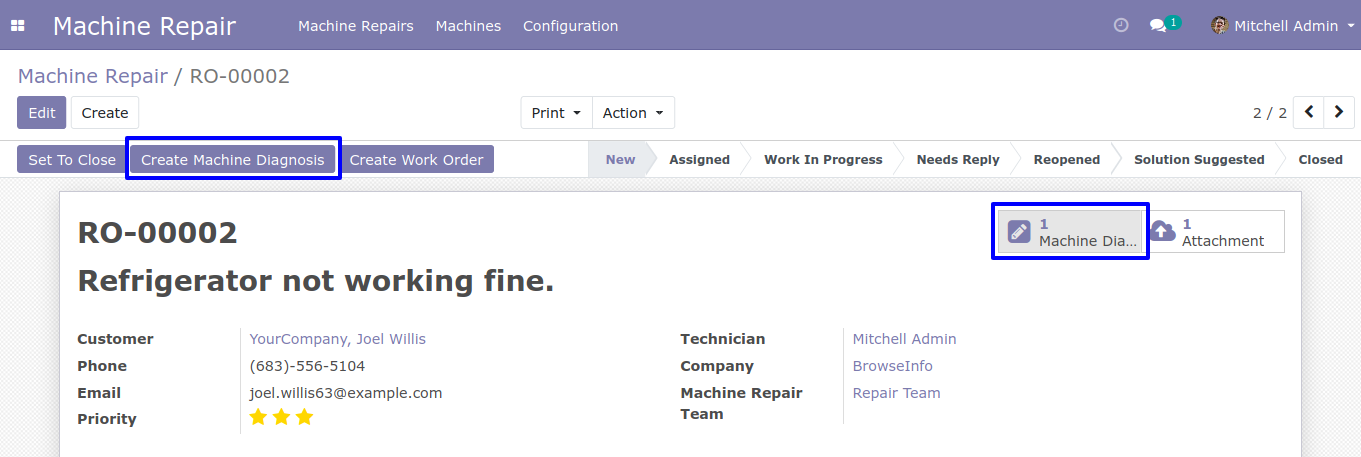 Machine Repair Machine Repairs Machines Configuration 1 Mitchell Admin
Machine Repair / RO-00002
Edit Create Print Action 2 / 2
Set To Close Create Machine Diagnosis Create Work Order New Assigned Work In Progress Needs Reply Reopened Solution Suggested Closed
1 Machine Dia... 1 Attachment
RO-00002
Refrigerator not working fine.
Customer YourCompany, Joel Willis Technician Mitchell Admin
Phone (683)-556-5104 Company BrowseInfo
Email joel.willis63@example.com Machine Repair Team Repair Team
Priority